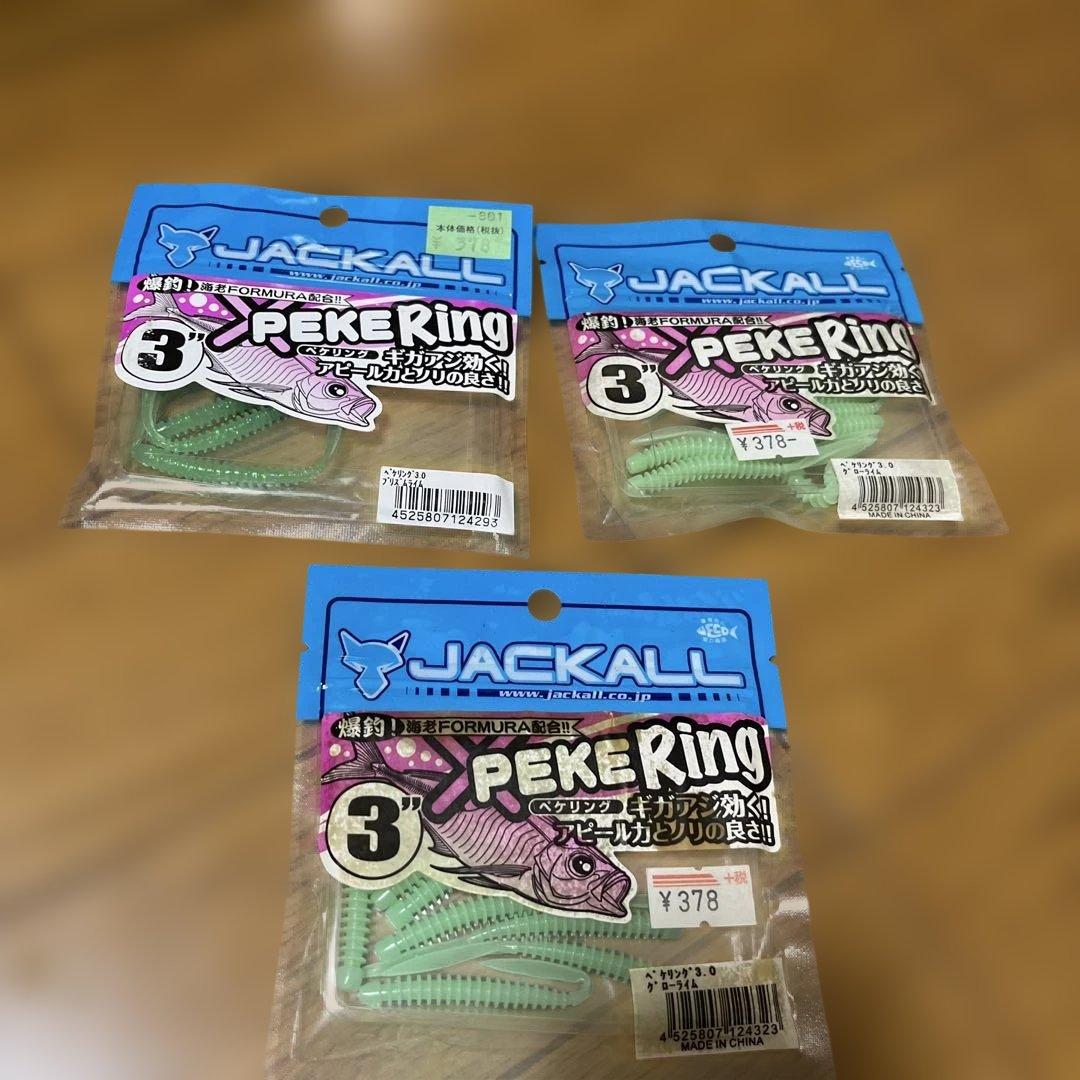 -801
本体価格(税抜)
¥ 378
JACKALL
www.jackall.co.jp
爆釣! 海老FORMURA配合!!
PEKE Ring
3"
ペケリング ギガアジ効く!
アピール力とノリの良さ!!
ペケリング3.0
プリズムライム
4525807124293
JACKALL
www.jackall.co.jp
爆釣! 海老FORMURA配合!!
PEKE Ring
3"
ペケリング ギガアジ効く
アピール力とノリの良さ
+税
¥378-
ペケリング3.0
グローライム
4 525807 124323
MADE IN CHINA
JACKALL
www.jackall.co.jp
爆釣! 海老FORMURA配合!!
PEKE Ring
3"
ペケリング ギガアジ効く!
アピール力とノリの良さ!!
+税
¥378
ペケリング3.0
グローライム
4 525807 124323
MADE IN CHINA